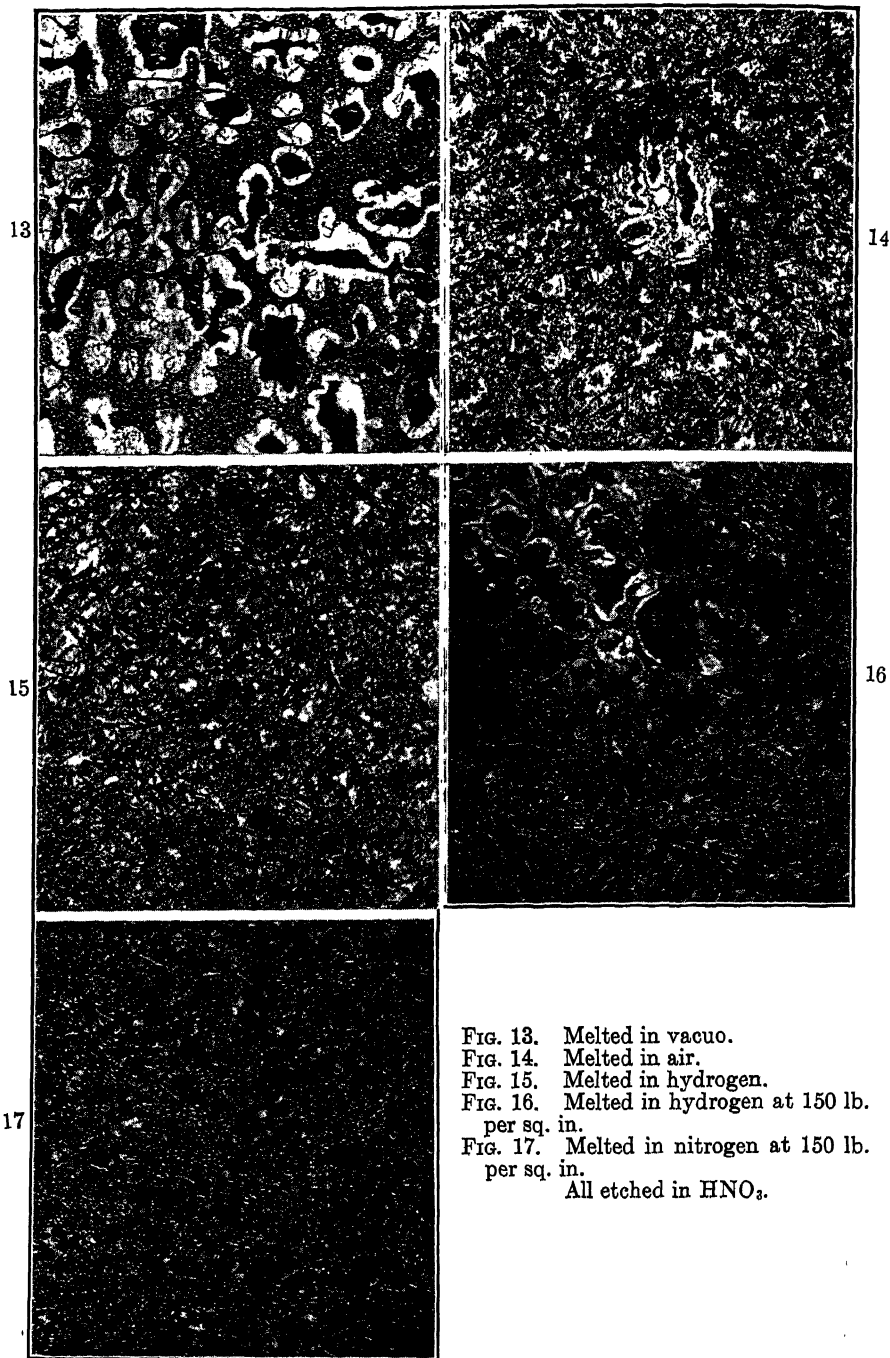 13
14
15
16
17
FIG. 13. Melted in vacuo.
FIG. 14. Melted in air.
FIG. 15. Melted in hydrogen.
FIG. 16. Melted in hydrogen at 150 lb.
per sq. in.
FIG. 17. Melted in nitrogen at 150 lb.
per sq. in.
All etched in HNO₃.